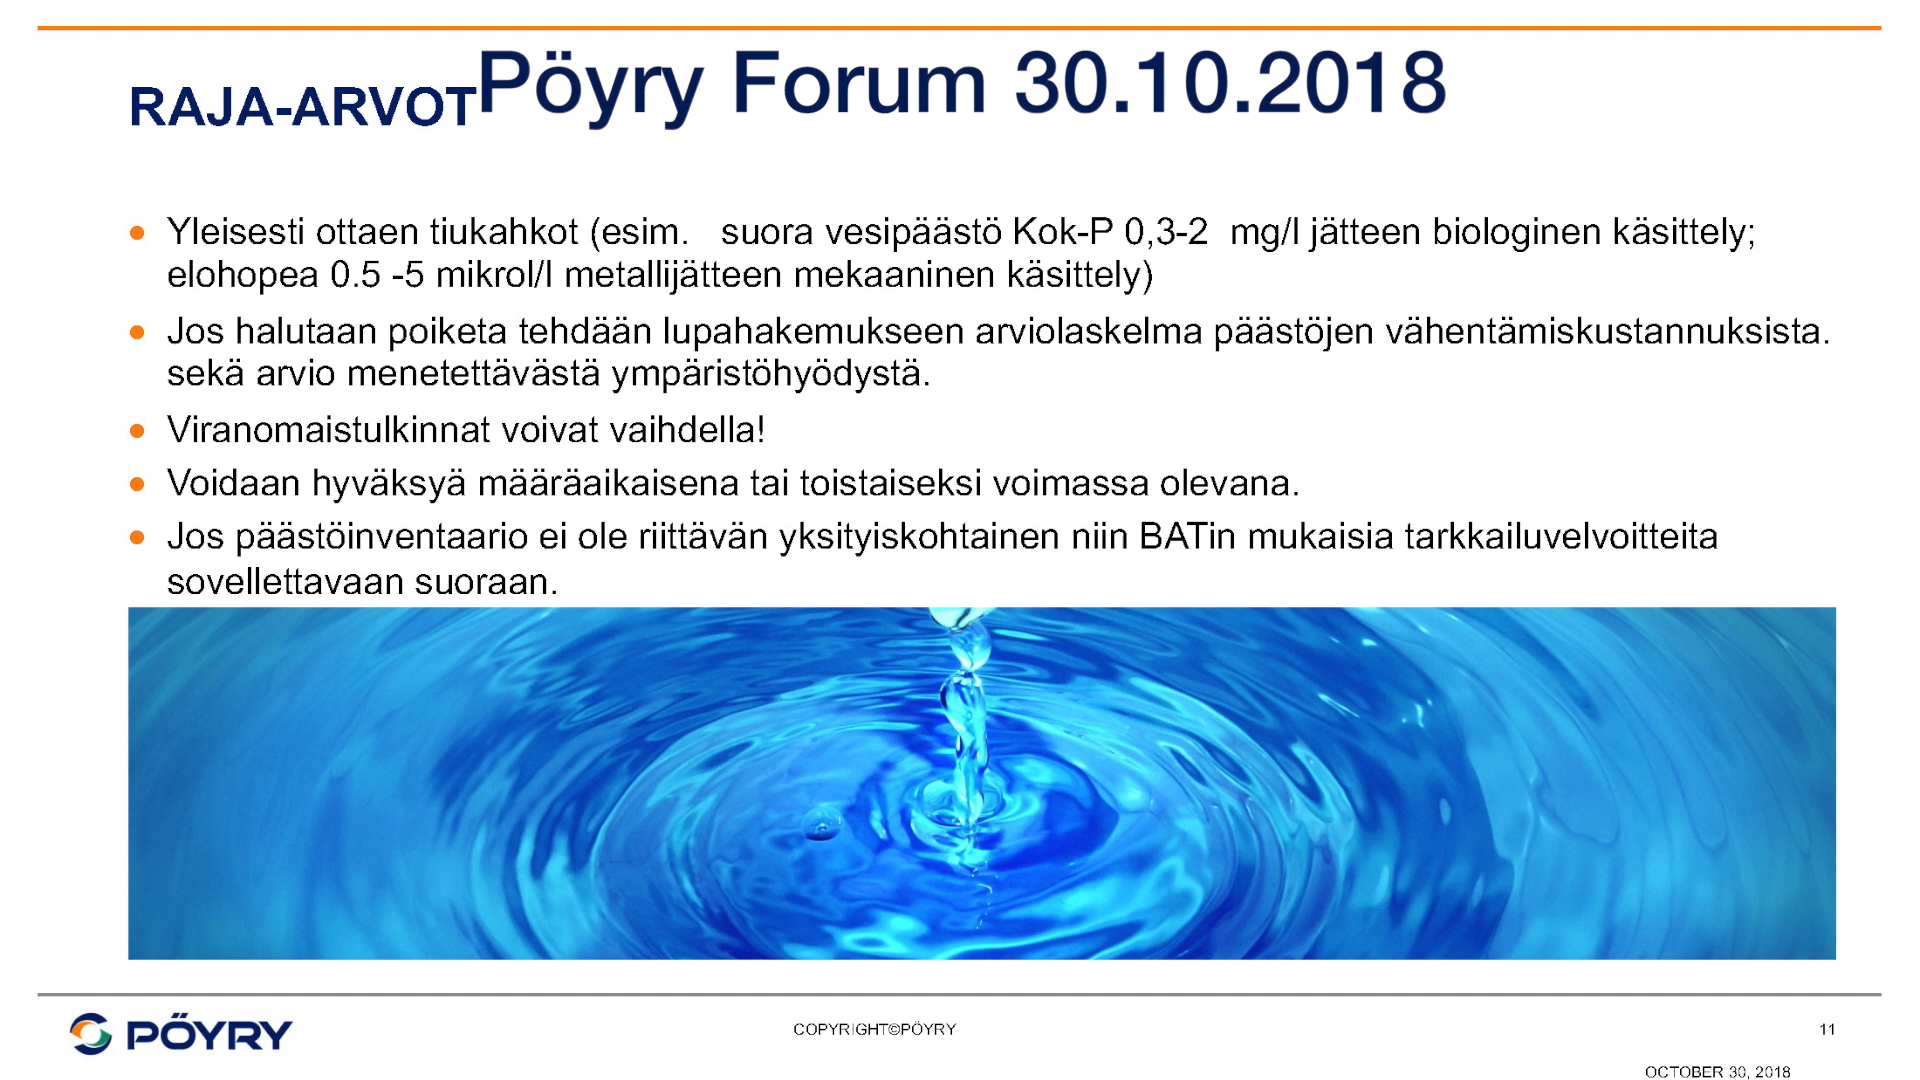 RAJA-ARVOT
Pöyry Forum 30.10.2018
• Yleisesti ottaen tiukahkot (esim. suora vesipäästö Kok-P 0,3-2 mg/l jätteen biologinen käsittely;
elohopea 0.5 -5 mikrol/l metallijätteen mekaaninen käsittely)
• Jos halutaan poiketa tehdään lupahakemukseen arviolaskelma päästöjen vähentämiskustannuksista.
sekä arvio menetettävästä ympäristöhyödystä.
• Viranomaistulkinnat voivat vaihdella!
• Voidaan hyväksyä määräaikaisena tai toistaiseksi voimassa olevana.
• Jos päästöinventaario ei ole riittävän yksityiskohtainen niin BATin mukaisia tarkkailuvelvoitteita
sovellettavaan suoraan.
PÖYRY
COPYRIGHT©PÖYRY
11
OCTOBER 30, 2018